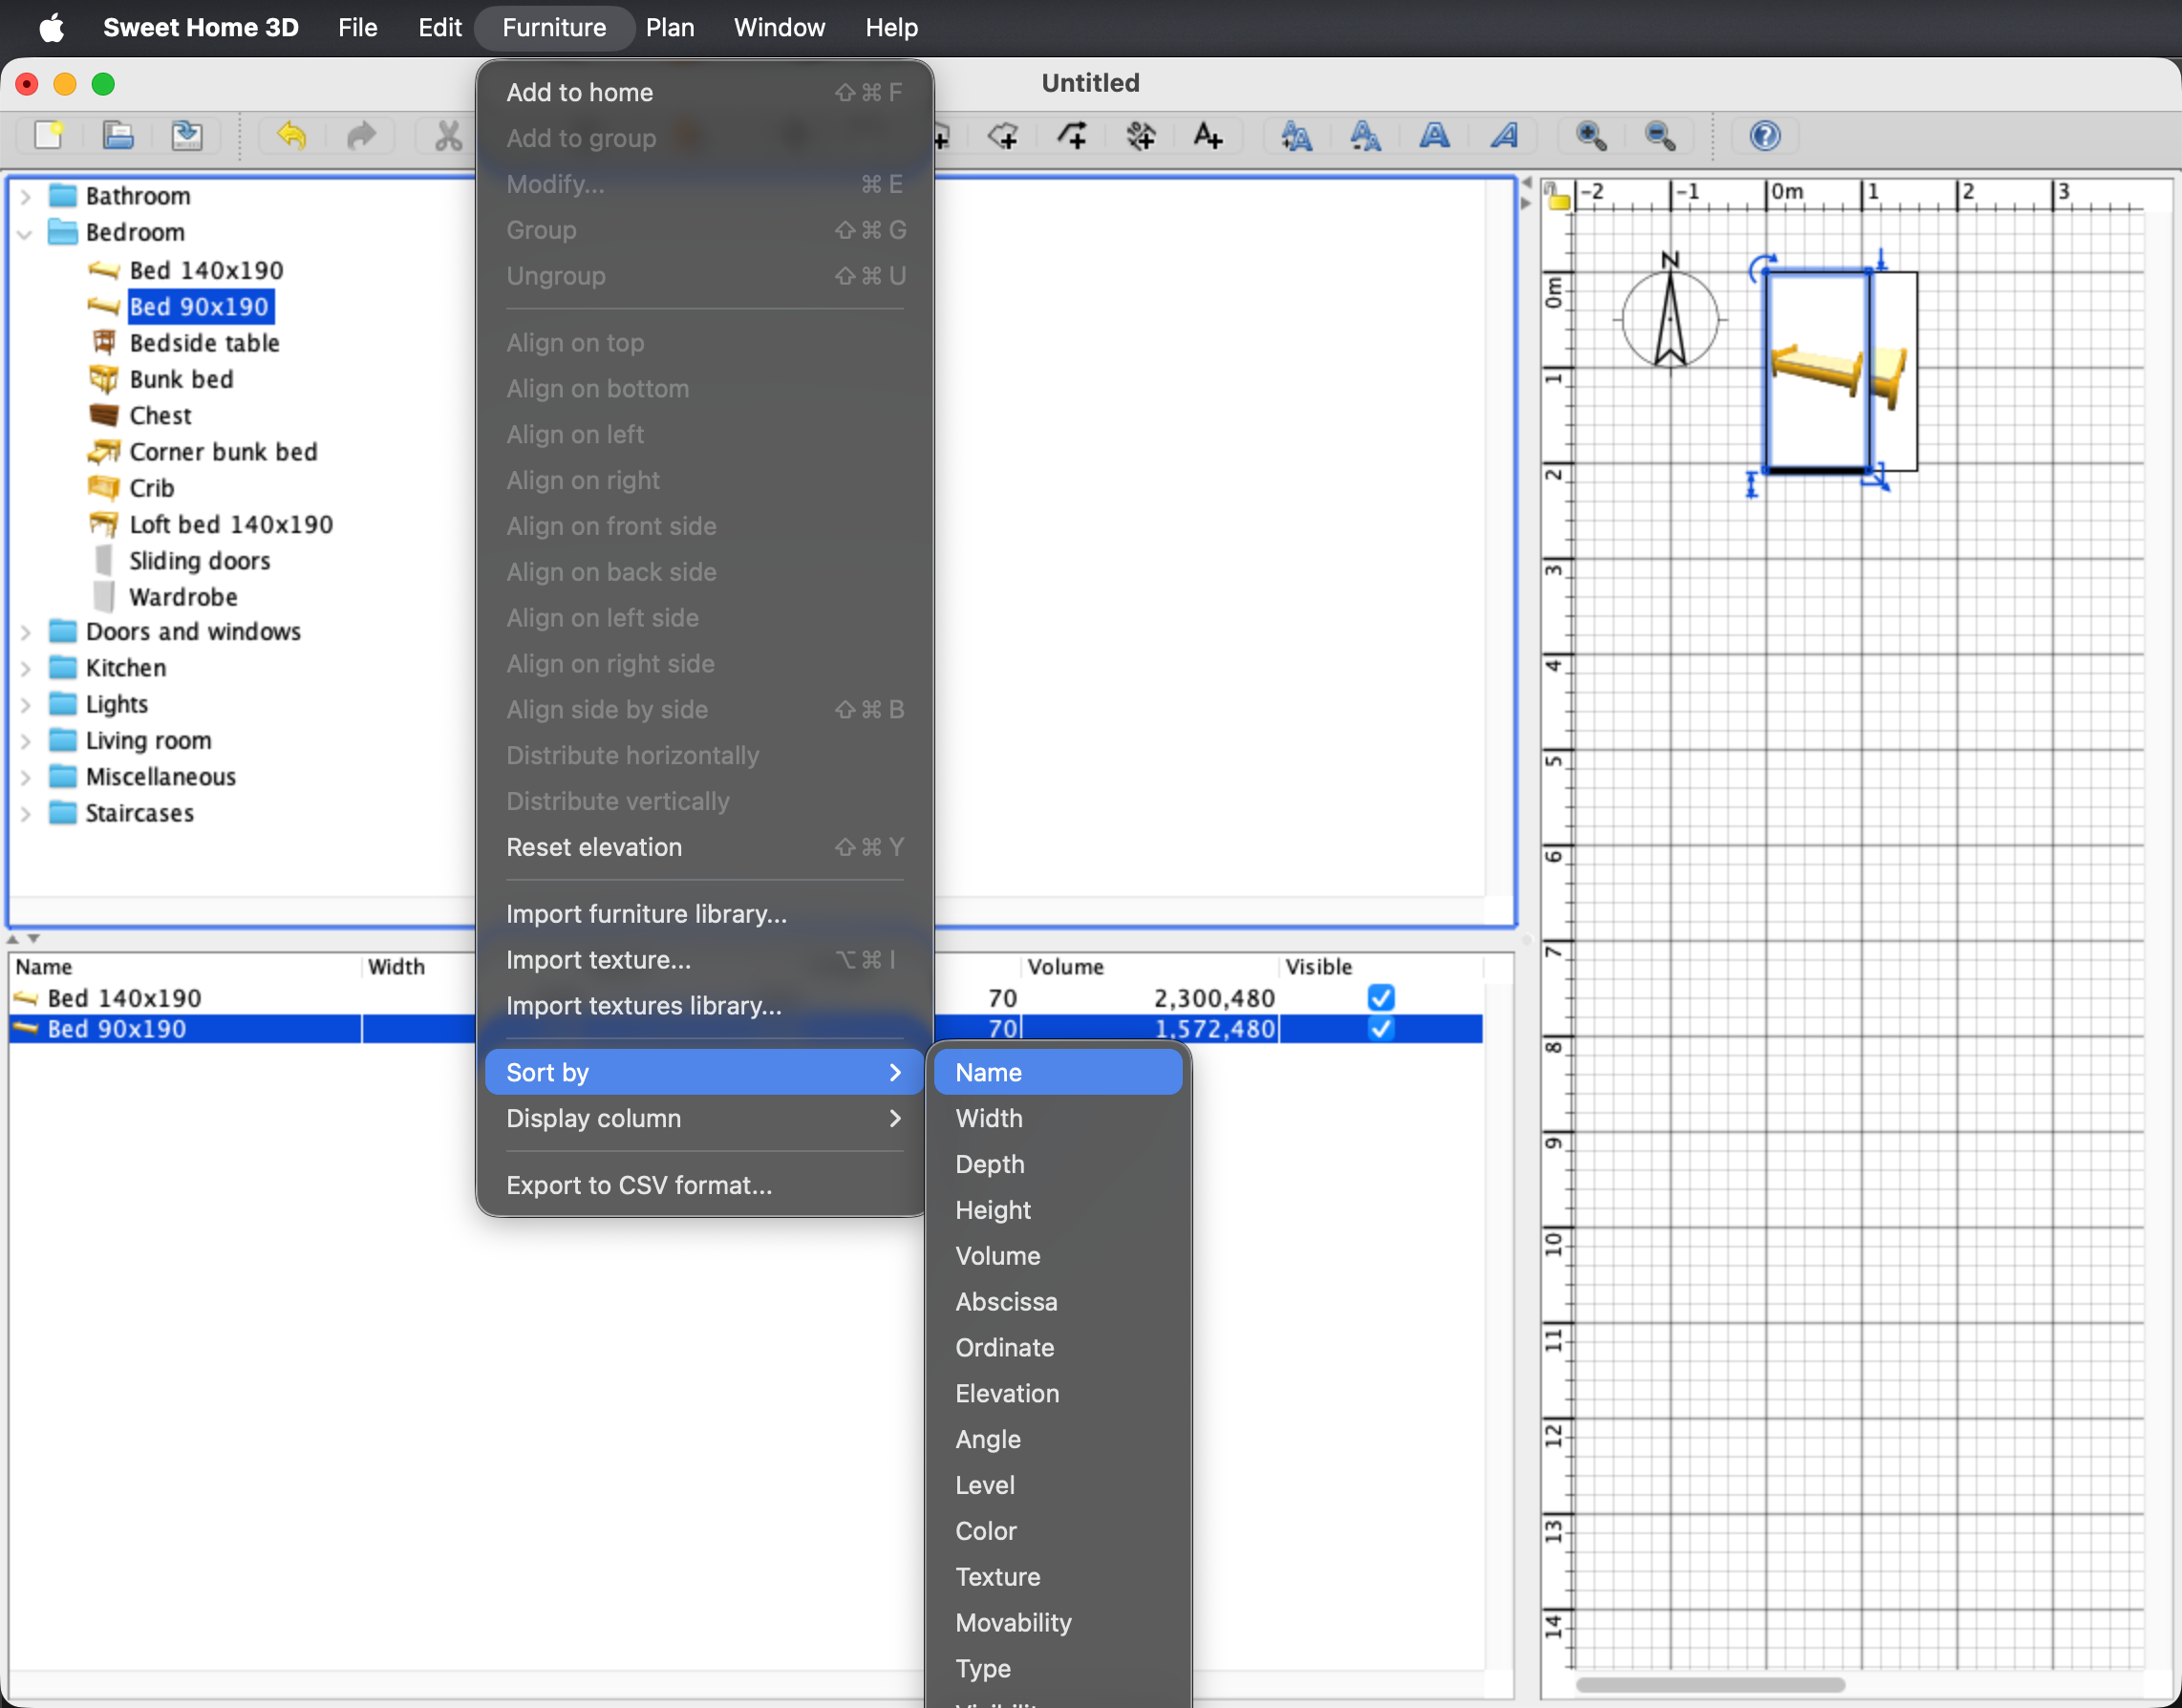 Sweet Home 3D File Edit Furniture Plan Window Help
Untitled
Add to home ⇧⌘F
Add to group
Modify... ⌘E
Group ⇧⌘G
Ungroup ⇧⌘U
Align on top
Align on bottom
Align on left
Align on right
Align on front side
Align on back side
Align on left side
Align on right side
Align side by side ⇧⌘B
Distribute horizontally
Distribute vertically
Reset elevation ⇧⌘Y
Import furniture library...
Import texture... ⌥⌘I
Import textures library...
Sort by
Display column
Export to CSV format...
Name
Width
Depth
Height
Volume
Abscissa
Ordinate
Elevation
Angle
Level
Color
Texture
Movability
Type
Bathroom
Bedroom
Bed 140x190
Bed 90x190
Bedside table
Bunk bed
Chest
Corner bunk bed
Crib
Loft bed 140x190
Sliding doors
Wardrobe
Doors and windows
Kitchen
Lights
Living room
Miscellaneous
Staircases
Name Width Volume Visible
Bed 140x190 70 2,300,480
Bed 90x190 70 1,572,480
-2 -1 0m 1 2 3
N
0m
1
2
3
4
5
6
7
8
9
10
11
12
13
14